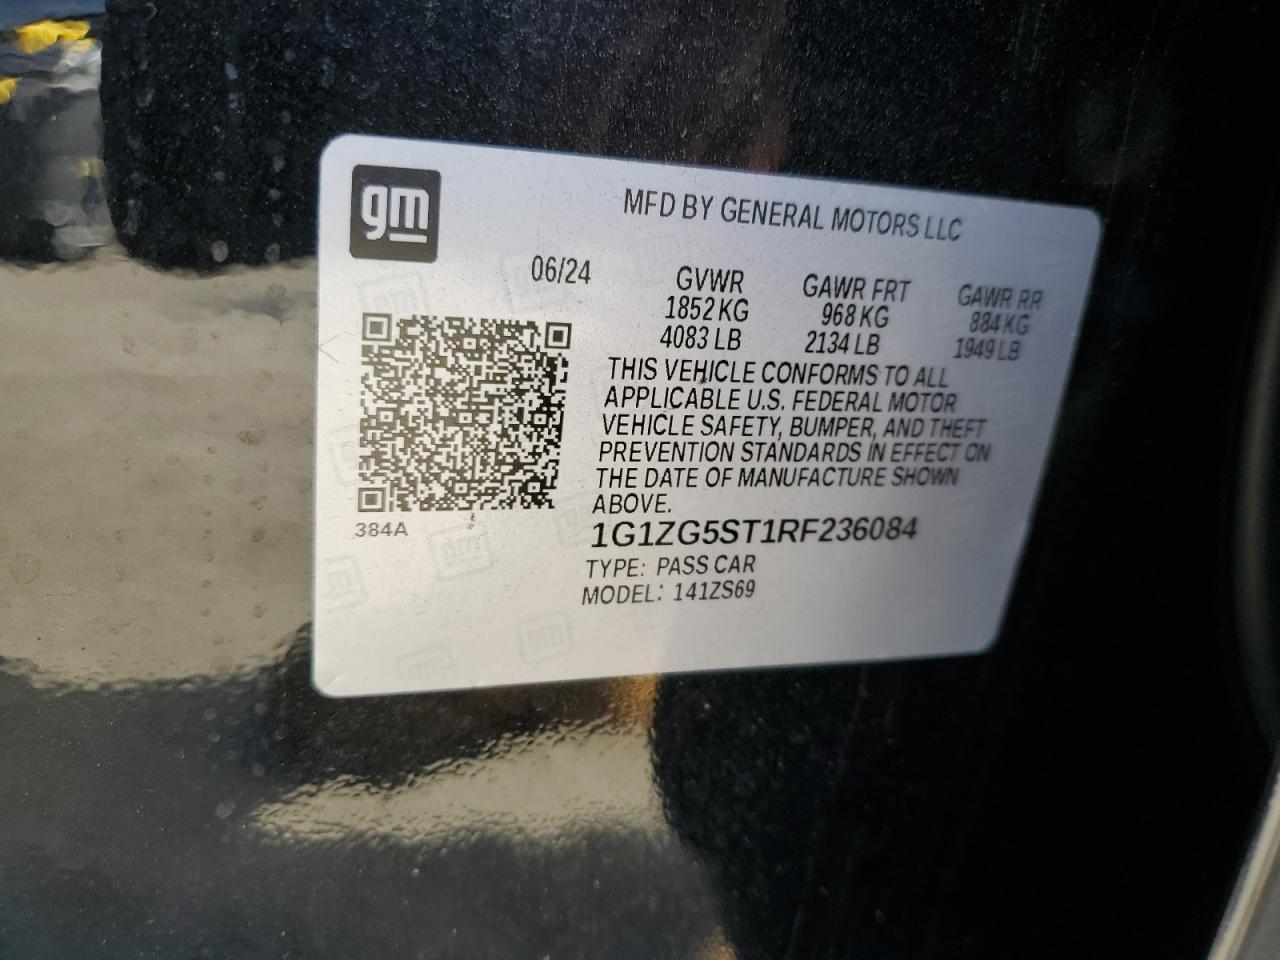 gm
MFD BY GENERAL MOTORS LLC
06/24
GVWR
1852 KG
4083 LB
GAWR FRT
968 KG
2134 LB
GAWR RR
884 KG
1949 LB
THIS VEHICLE CONFORMS TO ALL
APPLICABLE U.S. FEDERAL MOTOR
VEHICLE SAFETY, BUMPER, AND THEFT
PREVENTION STANDARDS IN EFFECT ON
THE DATE OF MANUFACTURE SHOWN
ABOVE.
384A
1G1ZG5ST1RF236084
TYPE: PASS CAR
MODEL: 141ZS69